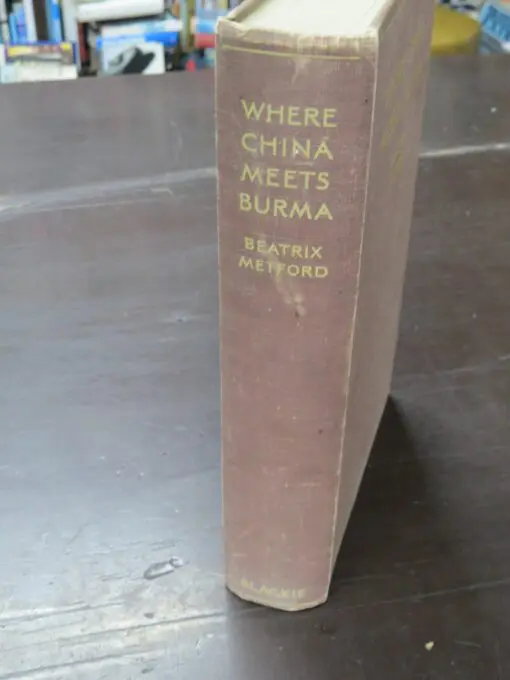 WHERE
CHINA
MEETS
BURMA
BEATRIX
METFORD
BLACKIE